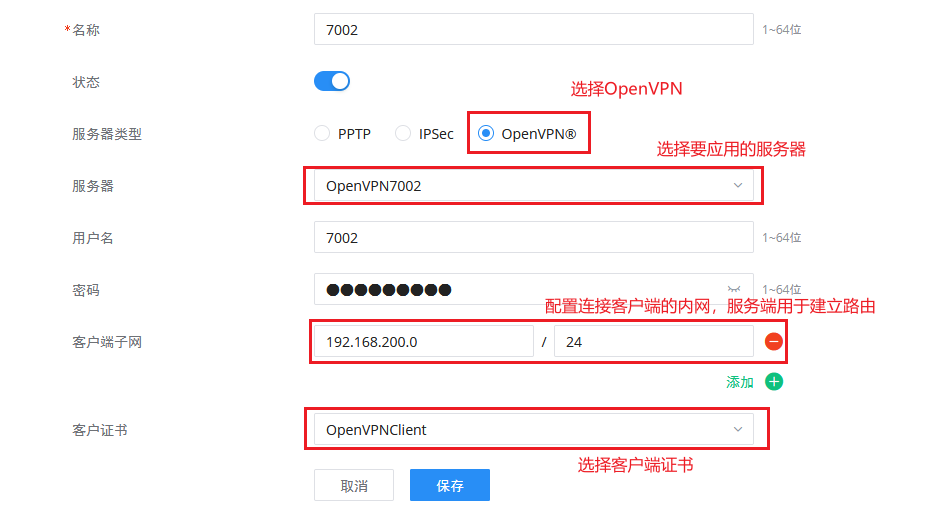 *名称 7002 1~64位
状态
选择OpenVPN
服务器类型 PPTP IPSec OpenVPN®
选择要应用的服务器
服务器 OpenVPN7002
用户名 7002 1~64位
密码 ●●●●●●●●● 1~64位
配置连接客户端的内网，服务端用于建立路由
客户端子网 192.168.200.0 / 24
添加
客户证书 OpenVPNClient
选择客户端证书
取消 保存